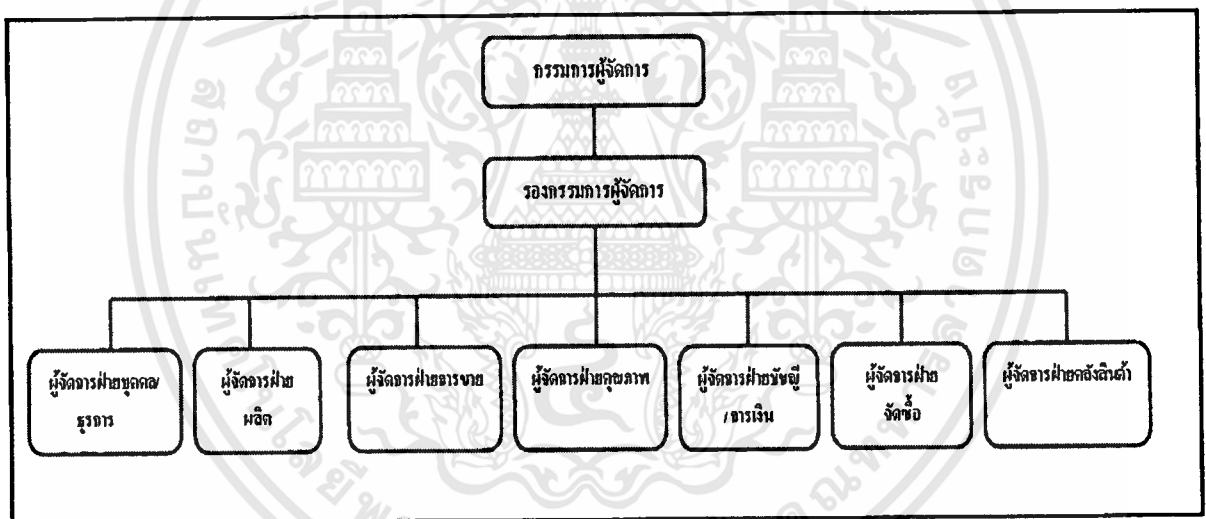 กรรมการผู้จัดการ
รองกรรมการผู้จัดการ
ผู้จัดการฝ่ายบุคคล/
ธุรการ
ผู้จัดการฝ่าย
ผลิต
ผู้จัดการฝ่ายการขาย
ผู้จัดการฝ่ายคุณภาพ
ผู้จัดการฝ่ายบัญชี
/การเงิน
ผู้จัดการฝ่าย
จัดซื้อ
ผู้จัดการฝ่ายคลังสินค้า